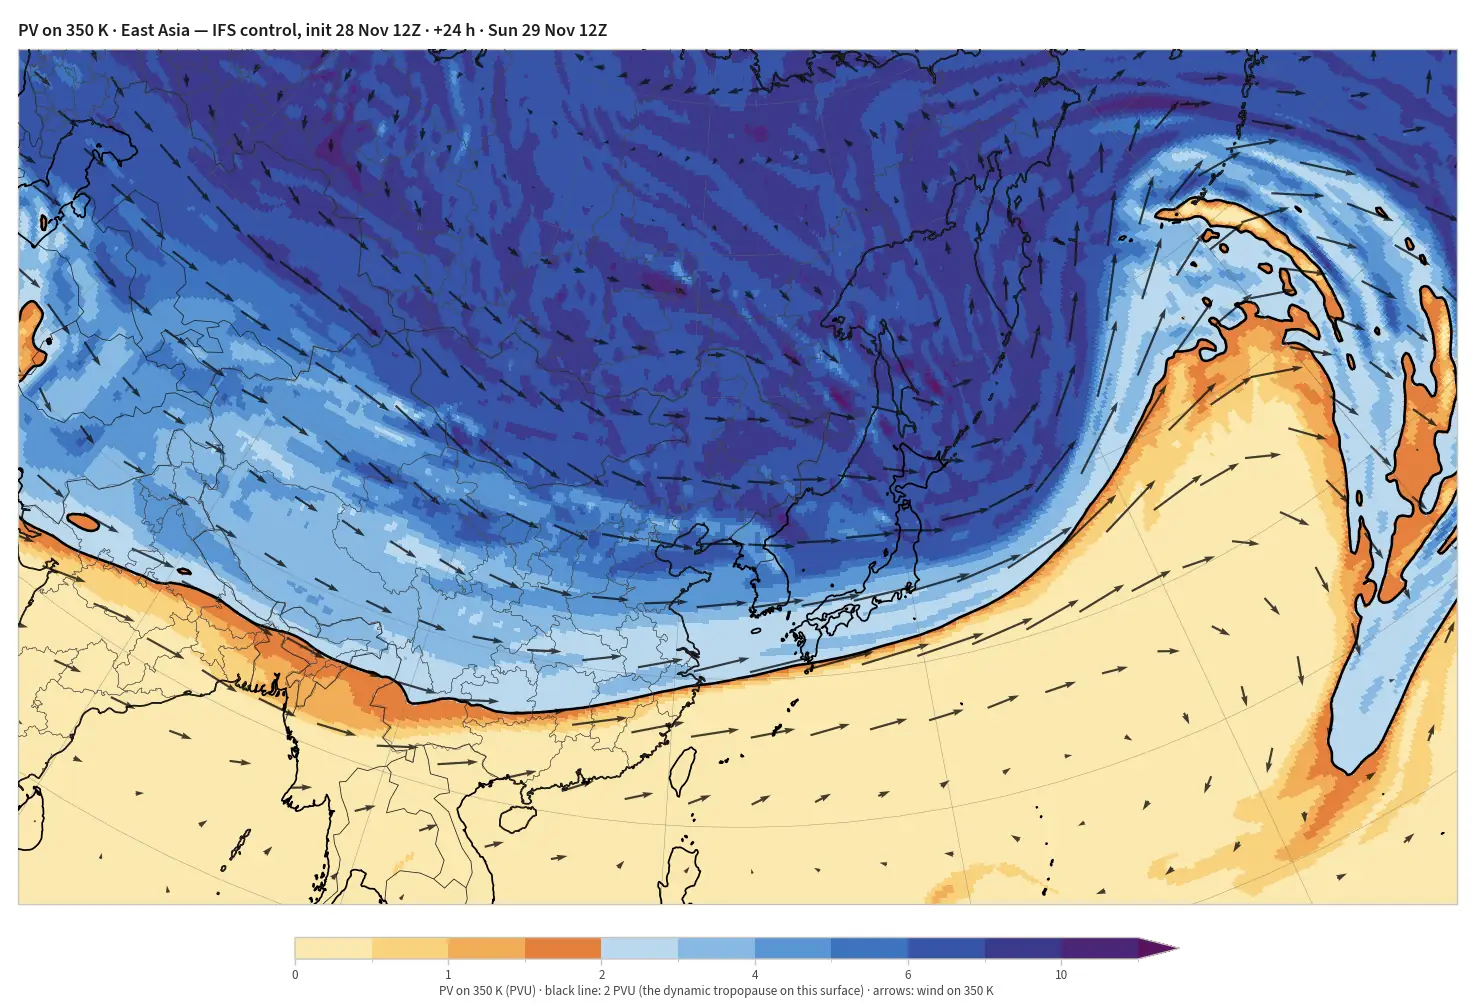 PV on 350 K · East Asia — IFS control, init 28 Nov 12Z · +24 h · Sun 29 Nov 12Z
0 1 2 4 6 10
PV on 350 K (PVU) · black line: 2 PVU (the dynamic tropopause on this surface) · arrows: wind on 350 K